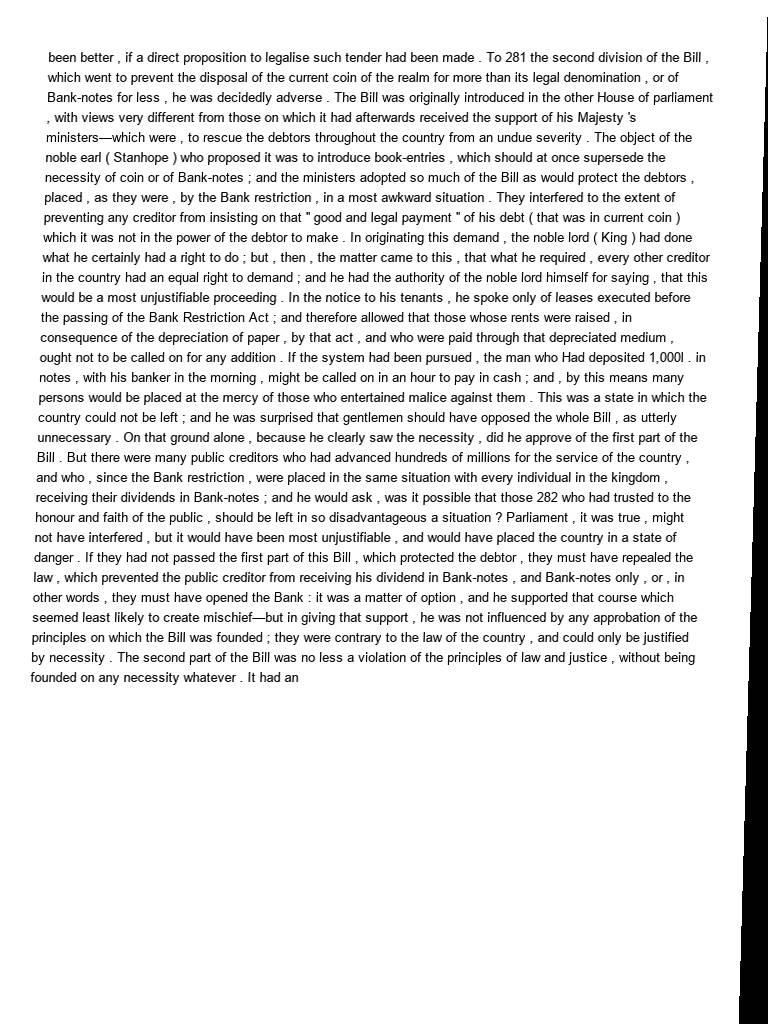 been better , if a direct proposition to legalise such tender had been made . To 281 the second division of the Bill ,
which went to prevent the disposal of the current coin of the realm for more than its legal denomination , or of
Bank-notes for less , he was decidedly adverse . The Bill was originally introduced in the other House of parliament
, with views very different from those on which it had afterwards received the support of his Majesty 's
ministers—which were , to rescue the debtors throughout the country from an undue severity . The object of the
noble earl ( Stanhope ) who proposed it was to introduce book-entries , which should at once supersede the
necessity of coin or of Bank-notes ; and the ministers adopted so much of the Bill as would protect the debtors ,
placed , as they were , by the Bank restriction , in a most awkward situation . They interfered to the extent of
preventing any creditor from insisting on that " good and legal payment " of his debt ( that was in current coin )
which it was not in the power of the debtor to make . In originating this demand , the noble lord ( King ) had done
what he certainly had a right to do ; but , then , the matter came to this , that what he required , every other creditor
in the country had an equal right to demand ; and he had the authority of the noble lord himself for saying , that this
would be a most unjustifiable proceeding . In the notice to his tenants , he spoke only of leases executed before
the passing of the Bank Restriction Act ; and therefore allowed that those whose rents were raised , in
consequence of the depreciation of paper , by that act , and who were paid through that depreciated medium ,
ought not to be called on for any addition . If the system had been pursued , the man who Had deposited 1,000l . in
notes , with his banker in the morning , might be called on in an hour to pay in cash ; and , by this means many
persons would be placed at the mercy of those who entertained malice against them . This was a state in which the
country could not be left ; and he was surprised that gentlemen should have opposed the whole Bill , as utterly
unnecessary . On that ground alone , because he clearly saw the necessity , did he approve of the first part of the
Bill . But there were many public creditors who had advanced hundreds of millions for the service of the country ,
and who , since the Bank restriction , were placed in the same situation with every individual in the kingdom ,
receiving their dividends in Bank-notes ; and he would ask , was it possible that those 282 who had trusted to the
honour and faith of the public , should be left in so disadvantageous a situation ? Parliament , it was true , might
not have interfered , but it would have been most unjustifiable , and would have placed the country in a state of
danger . If they had not passed the first part of this Bill , which protected the debtor , they must have repealed the
law , which prevented the public creditor from receiving his dividend in Bank-notes , and Bank-notes only , or , in
other words , they must have opened the Bank : it was a matter of option , and he supported that course which
seemed least likely to create mischief—but in giving that support , he was not influenced by any approbation of the
principles on which the Bill was founded ; they were contrary to the law of the country , and could only be justified
by necessity . The second part of the Bill was no less a violation of the principles of law and justice , without being
founded on any necessity whatever . It had an